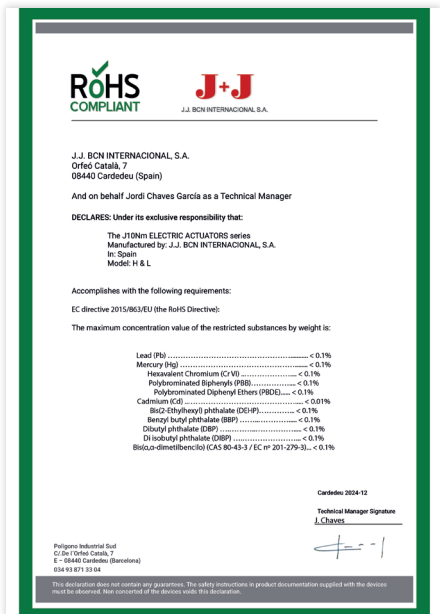 RoHS
COMPLIANT
J+J
J.J. BCN INTERNACIONAL S.A.
J.J. BCN INTERNACIONAL, S.A.
Orfeó Català, 7
08440 Cardedeu (Spain)
And on behalf Jordi Chaves García as a Technical Manager
DECLARES: Under its exclusive responsibility that:
The J10Nm ELECTRIC ACTUATORS series
Manufactured by: J.J. BCN INTERNACIONAL, S.A.
In: Spain
Model: H & L
Accomplishes with the following requirements:
EC directive 2015/863/EU (the RoHS Directive):
The maximum concentration value of the restricted substances by weight is:
Lead (Pb) ................................................ < 0.1%
Mercury (Hg) ............................................ < 0.1%
Hexavalent Chromium (Cr VI) .................... < 0.1%
Polybrominated Biphenyls (PBB)................ < 0.1%
Polybrominated Diphenyl Ethers (PBDE)...... < 0.1%
Cadmium (Cd) ........................................ < 0.01%
Bis(2-Ethylhexyl) phthalate (DEHP).............. < 0.1%
Benzyl butyl phthalate (BBP) ..................... < 0.1%
Dibutyl phthalate (DBP) ........................... < 0.1%
Di isobutyl phthalate (DIBP) ...................... < 0.1%
Bis(α,α-dimetilbencilo) (CAS 80-43-3 / EC nº 201-279-3)... < 0.1%
Cardedeu 2024-12
Technical Manager Signature
J. Chaves
Poligono Industrial Sud
C/.De l´Orfeó Català, 7
E – 08440 Cardedeu (Barcelona)
034 93 871 33 04
This declaration does not contain any guarantees. The safety instructions in product documentation supplied with the devices
must be observed. Non concerted of the devices voids this declaration.